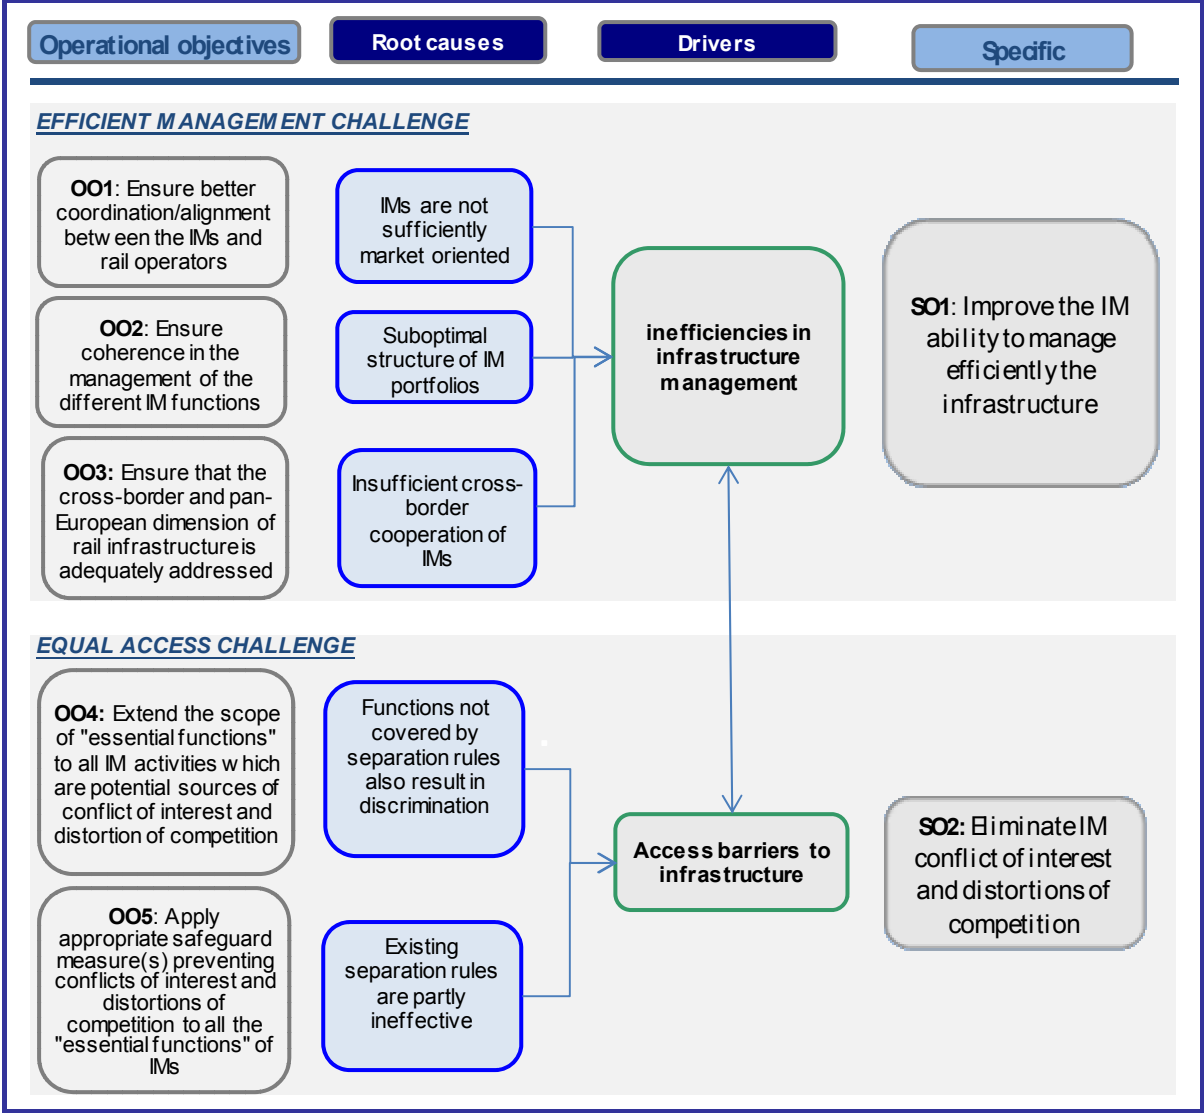 Operational objectives
Root causes
Drivers
Specific
EFFICIENT MANAGEMENT CHALLENGE
OO1: Ensure better
coordination/alignment
between the IMs and
rail operators
IMs are not
sufficiently
market oriented
OO2: Ensure
coherence in the
management of the
different IM functions
Suboptimal
structure of IM
portfolios
inefficiencies in
infrastructure
management
SO1: Improve the IM
ability to manage
efficiently the
infrastructure
OO3: Ensure that the
cross-border and pan-
European dimension of
rail infrastructure is
adequately addressed
Insufficient cross-
border
cooperation of
IMs
EQUAL ACCESS CHALLENGE
OO4: Extend the scope
of "essential functions"
to all IM activities which
are potential sources of
conflict of interest and
distortion of competition
Functions not
covered by
separation rules
also result in
discrimination
Access barriers to
infrastructure
SO2: Eliminate IM
conflict of interest
and distortions of
competition
OO5: Apply
appropriate safeguard
measure(s) preventing
conflicts of interest and
distortions of
competition to all the
"essential functions" of
IMs
Existing
separation rules
are partly
ineffective